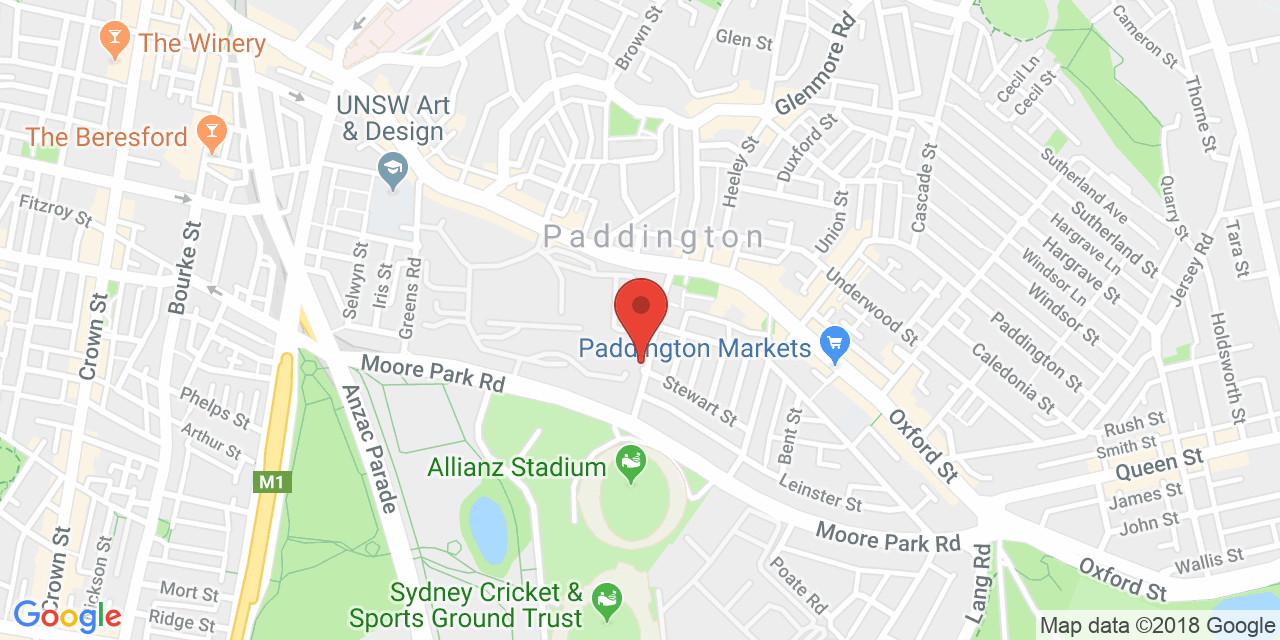 The Winery
The Beresford
UNSW Art
& Design
Brown St
Glen St
Glenmore Rd
Cameron St
Cecil Ln
Cecil St
Thorne St
Duxford St
Heeley St
Cascade St
Sutherland Ave
Quarry St
Fitzroy St
Bourke St
Selwyn St
Iris St
Greens Rd
Paddington
Union St
Underwood St
Sutherland St
Hargrave Ln
Hargrave St
Windsor Ln
Windsor St
Jersey Rd
Tara St
Crown St
Moore Park Rd
Paddington Markets
Paddington St
Caledonia St
Holdsworth St
Phelps St
Arthur St
Anzac Parade
Stewart St
Bent St
Oxford St
Rush St
Smith St
Queen St
M1
Allianz Stadium
Leinster St
James St
John St
Moore Park Rd
Wallis St
Crown St
Mort St
Ridge St
Sydney Cricket &
Sports Ground Trust
Poate Rd
Lang Rd
Oxford St
Google
Map data ©2018 Google